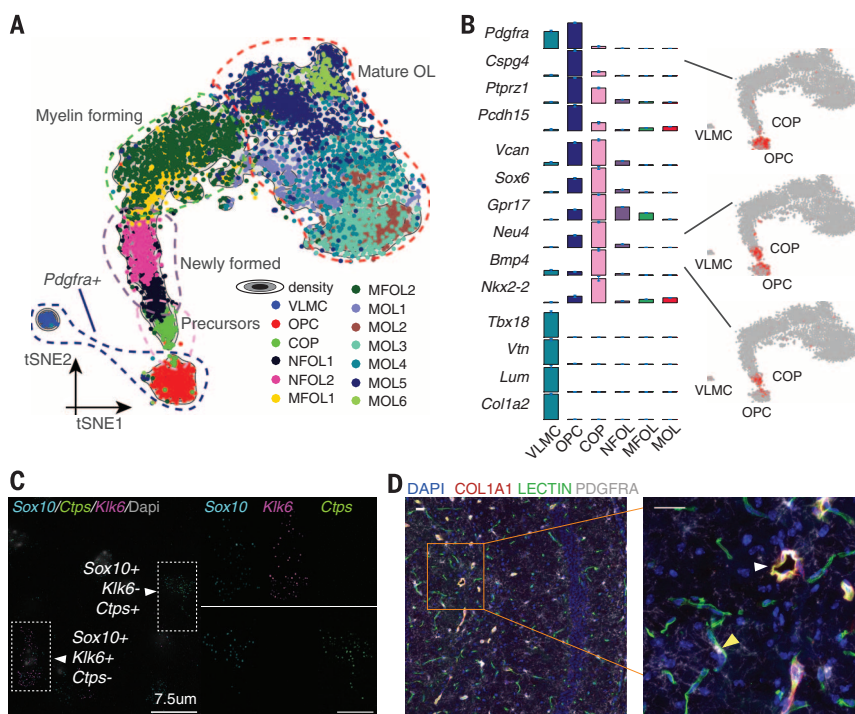 A
Mature OL
Myelin forming
Pdgfra+
Newly formed
Precursors
tSNE2
tSNE1
density
VLMC
OPC
COP
NFOL1
NFOL2
MFOL1
MFOL2
MOL1
MOL2
MOL3
MOL4
MOL5
MOL6
B
Pdgfra
Cspg4
Ptprz1
Pcdh15
Vcan
Sox6
Gpr17
Neu4
Bmp4
Nkx2-2
Tbx18
Vtn
Lum
Col1a2
VLMC
OPC
COP
NFOL
MFOL
MOL
COP
VLMC
OPC
COP
VLMC
OPC
COP
VLMC
OPC
C
Sox10/Ctps/Klk6/Dapi
Sox10
Klk6
Ctps
Sox10+
Klk6-
Ctps+
Sox10+
Klk6+
Ctps-
7.5um
D
DAPI COL1A1 LECTIN PDGFRA